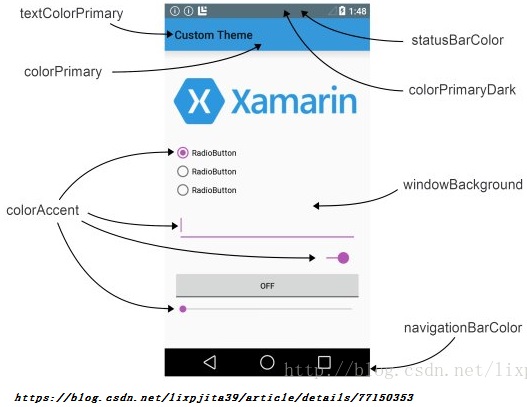 textColorPrimary
1:48
Custom Theme
statusBarColor
colorPrimary
colorPrimaryDark
Xamarin
RadioButton
RadioButton
RadioButton
windowBackground
colorAccent
OFF
navigationBarColor
http://blog.csdn.net/lixpj
https://blog.csdn.net/lixpjita39/article/details/77150353